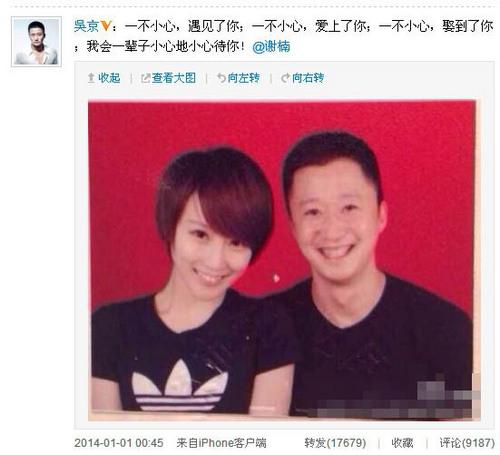 吳京V：一不小心，遇见了你；一不小心，爱上了你；一不小心，娶到了你
；我会一辈子小心地小心待你！@谢楠
收起 | 查看大图 | 向左转 | 向右转
2014-01-01 00:45 来自iPhone客户端 转发(17679) | 收藏 | 评论(9187)